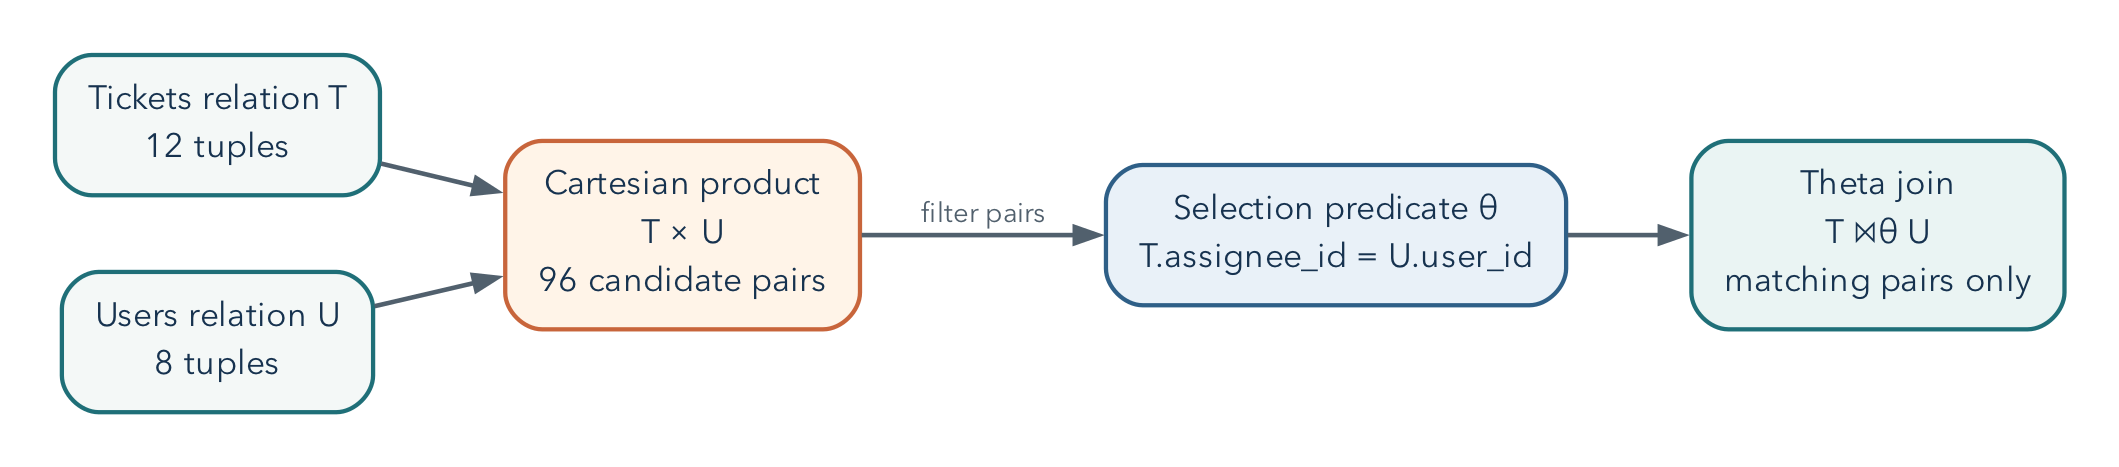 Tickets relation T
12 tuples
Users relation U
8 tuples
Cartesian product
T × U
96 candidate pairs
filter pairs
Selection predicate θ
T.assignee_id = U.user_id
Theta join
T ⋈θ U
matching pairs only